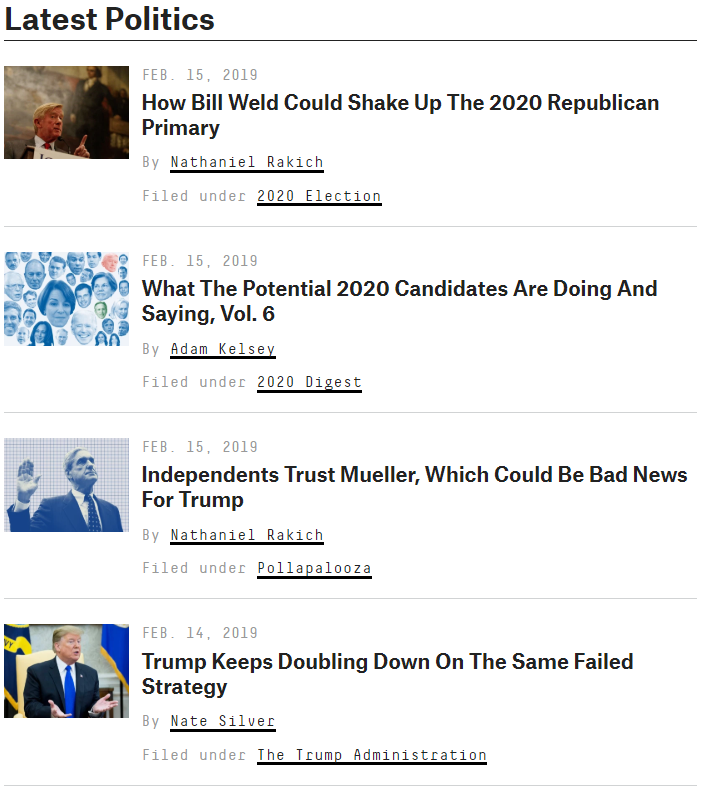 Latest Politics
FEB. 15, 2019
How Bill Weld Could Shake Up The 2020 Republican
Primary
By Nathaniel Rakich
Filed under 2020 Election
FEB. 15, 2019
What The Potential 2020 Candidates Are Doing And
Saying, Vol. 6
By Adam Kelsey
Filed under 2020 Digest
FEB. 15, 2019
Independents Trust Mueller, Which Could Be Bad News
For Trump
By Nathaniel Rakich
Filed under Pollapalooza
FEB. 14, 2019
Trump Keeps Doubling Down On The Same Failed
Strategy
By Nate Silver
Filed under The Trump Administration